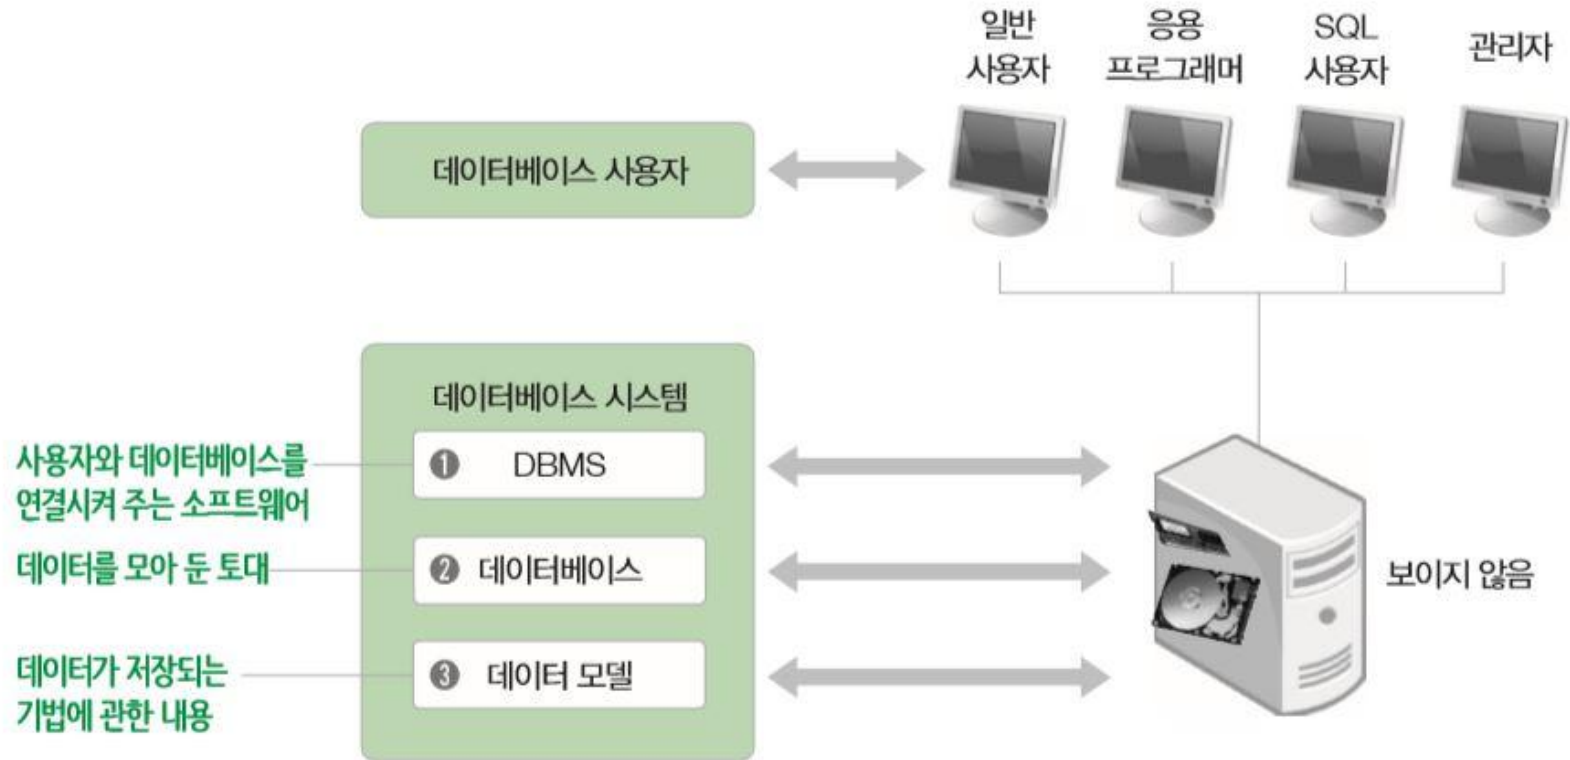 일반
사용자
응용
프로그래머
SQL
사용자
관리자
데이터베이스 사용자
데이터베이스 시스템
사용자와 데이터베이스를
연결시켜 주는 소프트웨어
❶ DBMS
데이터를 모아 둔 토대
❷ 데이터베이스
보이지 않음
데이터가 저장되는
기법에 관한 내용
❸ 데이터 모델